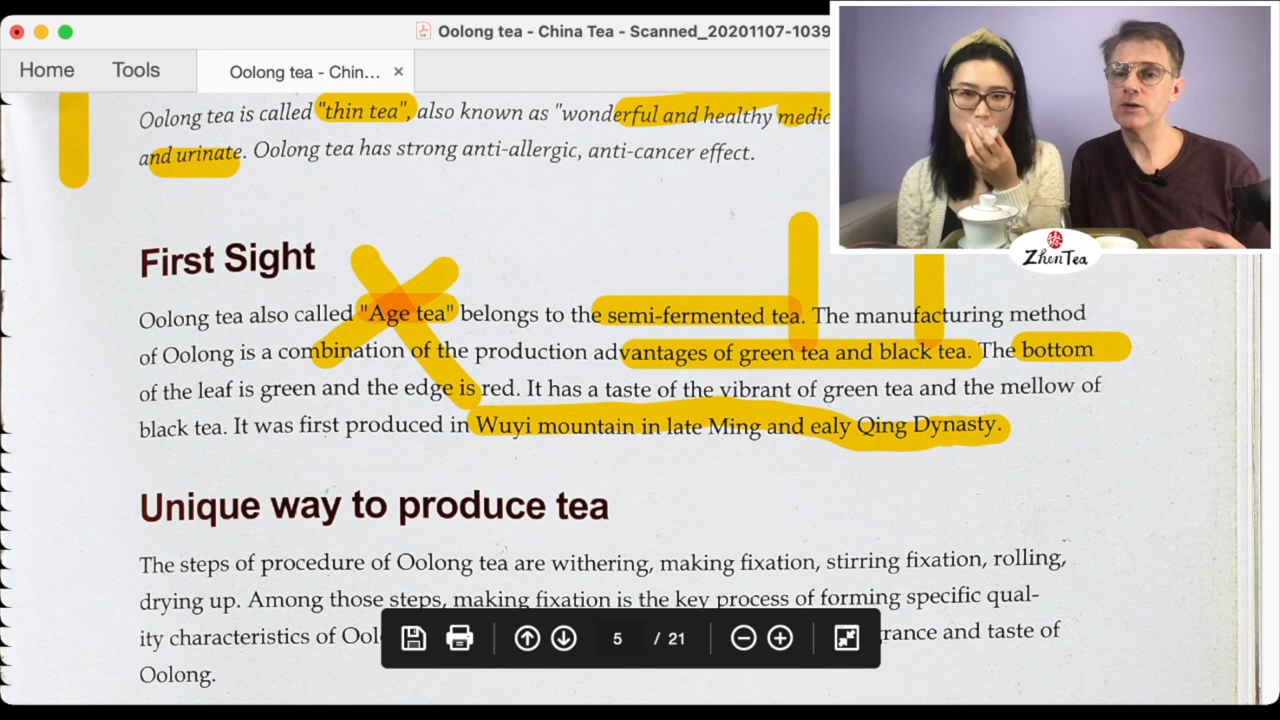 Oolong tea - China Tea - Scanned_20201107-1039
Home Tools Oolong tea - Chin... ×
Oolong tea is called "thin tea", also known as "wonderful and healthy medic
and urinate. Oolong tea has strong anti-allergic, anti-cancer effect.
ZhenTea
First Sight
Oolong tea also called "Age tea" belongs to the semi-fermented tea. The manufacturing method
of Oolong is a combination of the production advantages of green tea and black tea. The bottom
of the leaf is green and the edge is red. It has a taste of the vibrant of green tea and the mellow of
black tea. It was first produced in Wuyi mountain in late Ming and ealy Qing Dynasty.
Unique way to produce tea
The steps of procedure of Oolong tea are withering, making fixation, stirring fixation, rolling,
drying up. Among those steps, making fixation is the key process of forming specific qual-
ity characteristics of Ool
rance and taste of
Oolong.
5 / 21